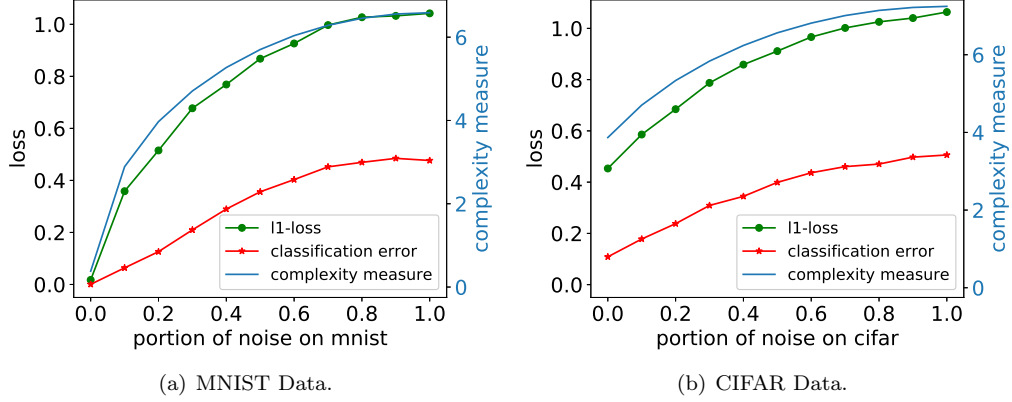 1.0
0.8
0.6
0.4
0.2
0.0
loss
6
4
2
0
complexity measure
l1-loss
classification error
complexity measure
0.0 0.2 0.4 0.6 0.8 1.0
portion of noise on mnist
(a) MNIST Data.
1.0
0.8
0.6
0.4
0.2
0.0
loss
6
4
2
0
complexity measure
l1-loss
classification error
complexity measure
0.0 0.2 0.4 0.6 0.8 1.0
portion of noise on cifar
(b) CIFAR Data.